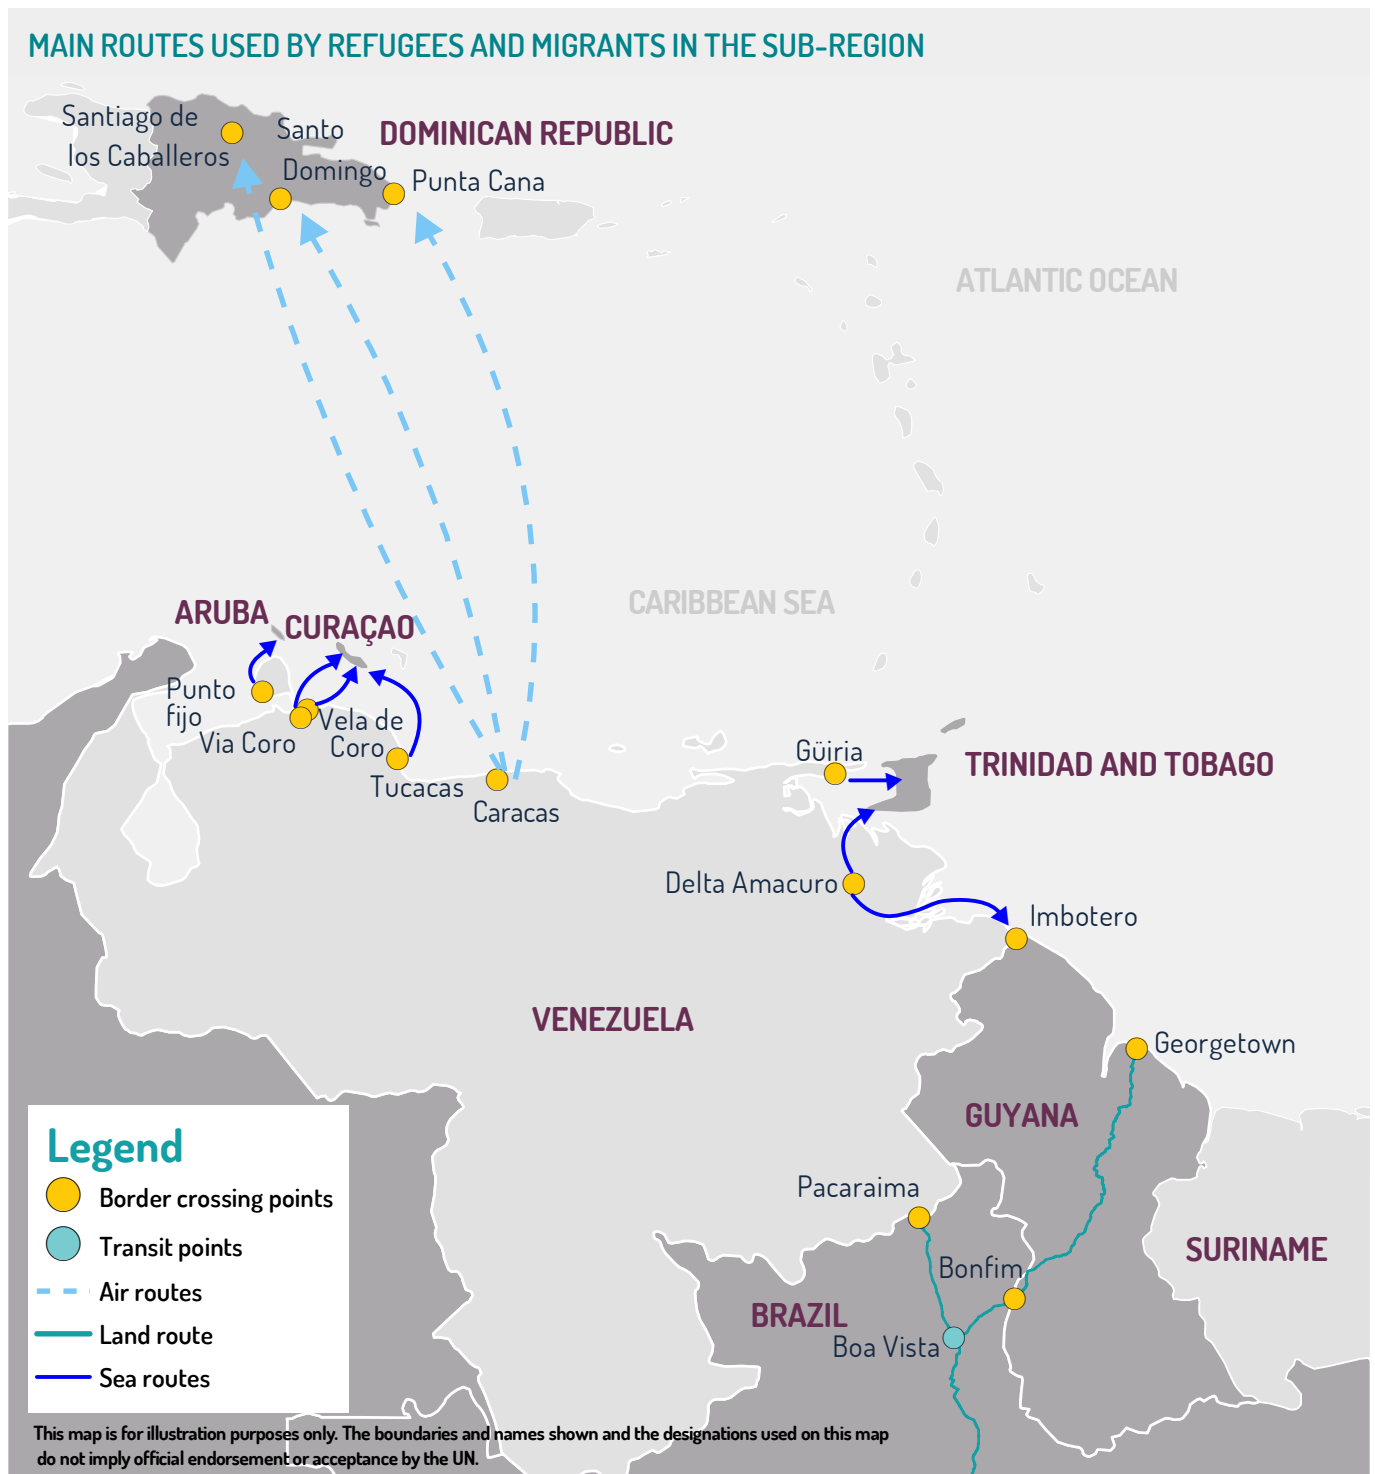 MAIN ROUTES USED BY REFUGEES AND MIGRANTS IN THE SUB-REGION
Santiago de
los Caballeros
Santo
Domingo
DOMINICAN REPUBLIC
Punta Cana
ATLANTIC OCEAN
CARIBBEAN SEA
ARUBA
CURAÇAO
Punto
fijo
Via Coro
Vela de
Coro
Tucacas
Caracas
Güiria
TRINIDAD AND TOBAGO
Delta Amacuro
Imbotero
VENEZUELA
Georgetown
GUYANA
Pacaraima
Bonfim
SURINAME
BRAZIL
Boa Vista
Legend
Border crossing points
Transit points
Air routes
Land route
Sea routes
This map is for illustration purposes only. The boundaries and names shown and the designations used on this map
do not imply official endorsement or acceptance by the UN.